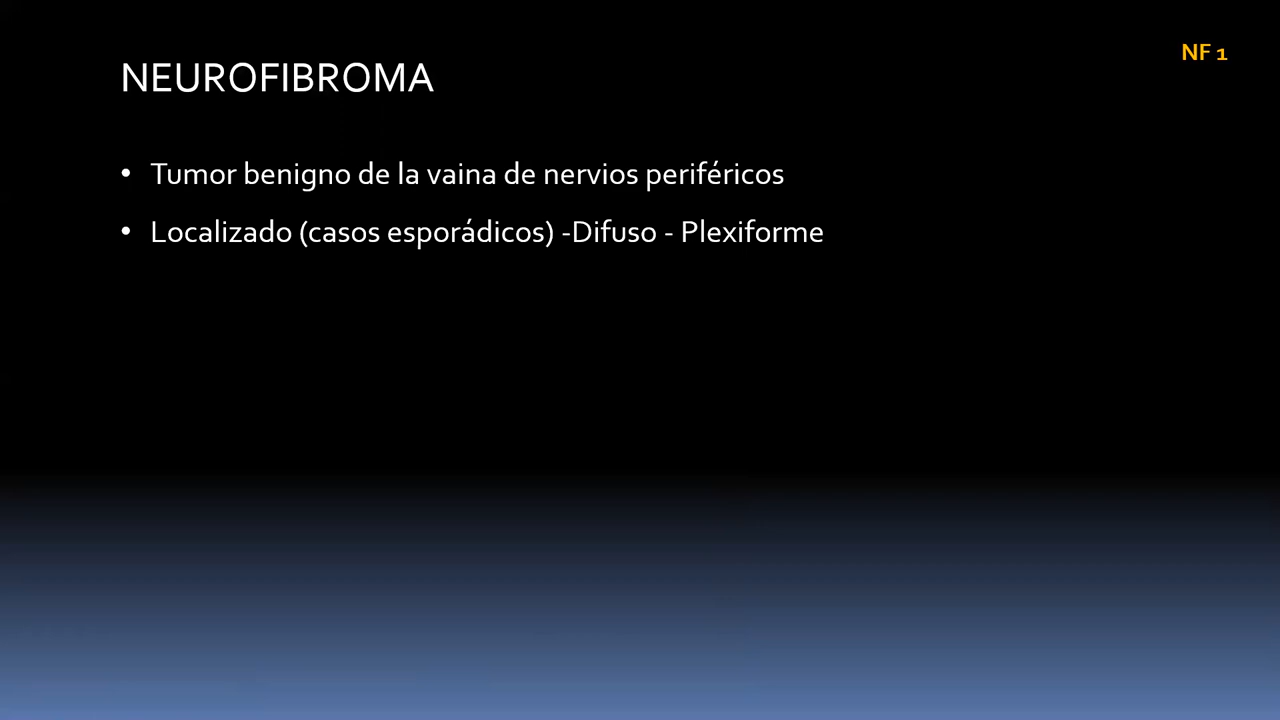 NF 1
NEUROFIBROMA
• Tumor benigno de la vaina de nervios periféricos
• Localizado (casos esporádicos) -Difuso - Plexiforme